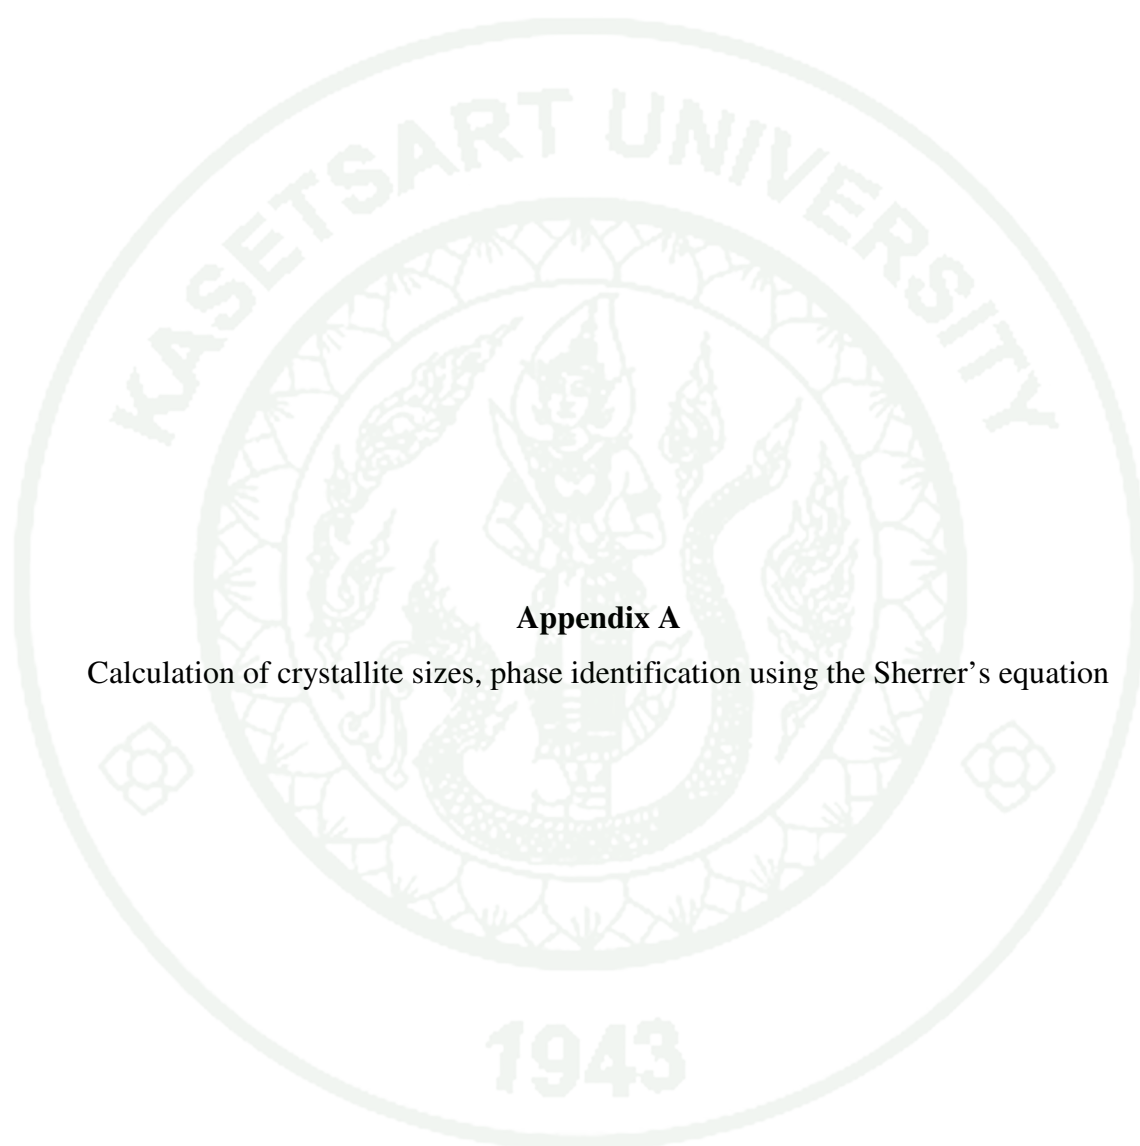 KASETSART UNIVERSITY
Appendix A
Calculation of crystallite sizes, phase identification using the Sherrer’s equation
1943